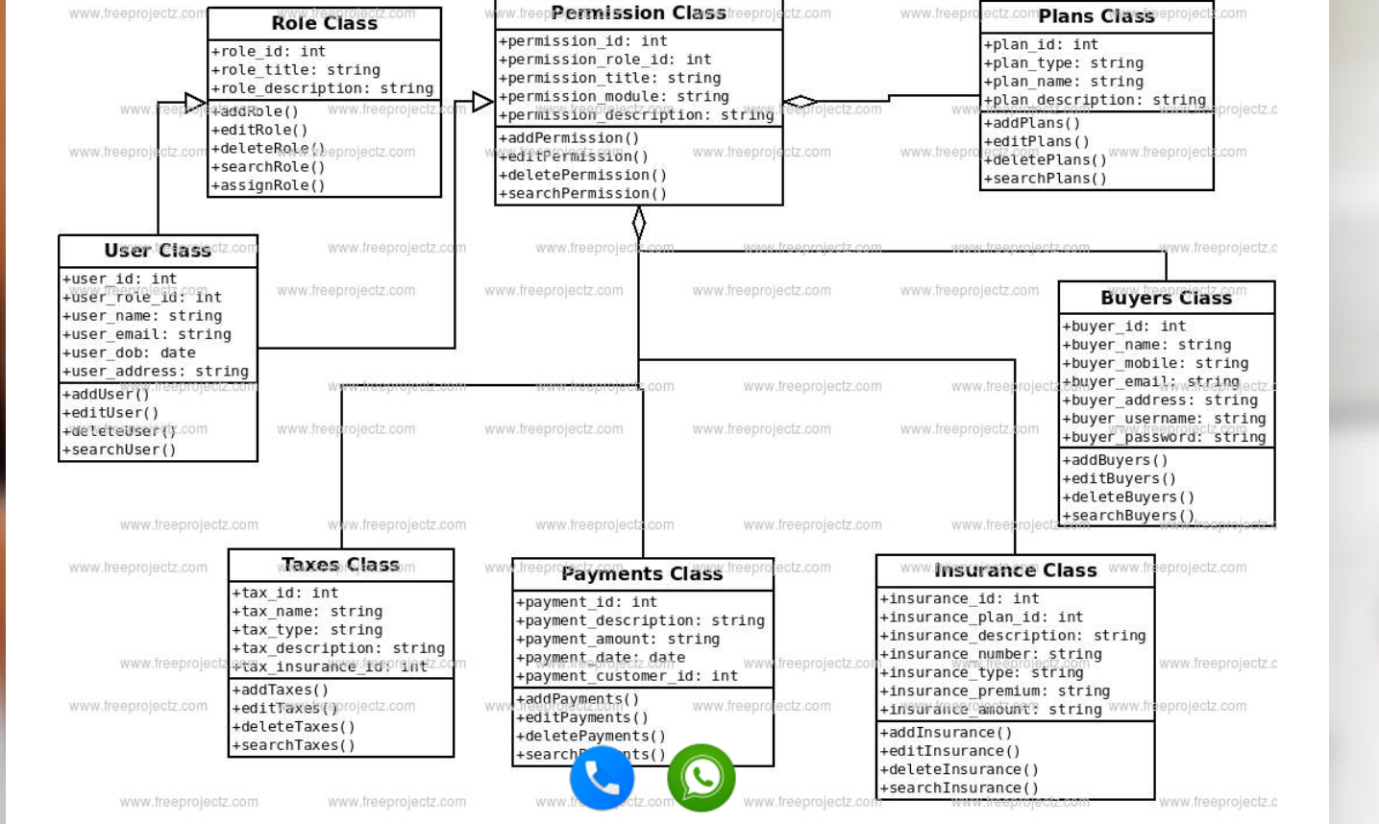 Role Class
+role_id: int
+role_title: string
+role_description: string
+addRole()
+editRole()
+deleteRole()
+searchRole()
+assignRole()
Permission Class
+permission_id: int
+permission_role_id: int
+permission_title: string
+permission_module: string
+permission_description: string
+addPermission()
+editPermission()
+deletePermission()
+searchPermission()
Plans Class
+plan_id: int
+plan_type: string
+plan_name: string
+plan_description: string
+addPlans()
+editPlans()
+deletePlans()
+searchPlans()
User Class
+user_id: int
+user_role_id: int
+user_name: string
+user_email: string
+user_dob: date
+user_address: string
+addUser()
+editUser()
+deleteUser()
+searchUser()
Buyers Class
+buyer_id: int
+buyer_name: string
+buyer_mobile: string
+buyer_email: string
+buyer_address: string
+buyer_username: string
+buyer_password: string
+addBuyers()
+editBuyers()
+deleteBuyers()
+searchBuyers()
Taxes Class
+tax_id: int
+tax_name: string
+tax_type: string
+tax_description: string
+tax_insurance_id: int
+addTaxes()
+editTaxes()
+deleteTaxes()
+searchTaxes()
Payments Class
+payment_id: int
+payment_description: string
+payment_amount: string
+payment_date: date
+payment_customer_id: int
+addPayments()
+editPayments()
+deletePayments()
Insurance Class
+insurance_id: int
+insurance_plan_id: int
+insurance_description: string
+insurance_number: string
+insurance_type: string
+insurance_premium: string
+insurance_amount: string
+addInsurance()
+editInsurance()
+deleteInsurance()
+searchInsurance()
www.freeprojectz.com